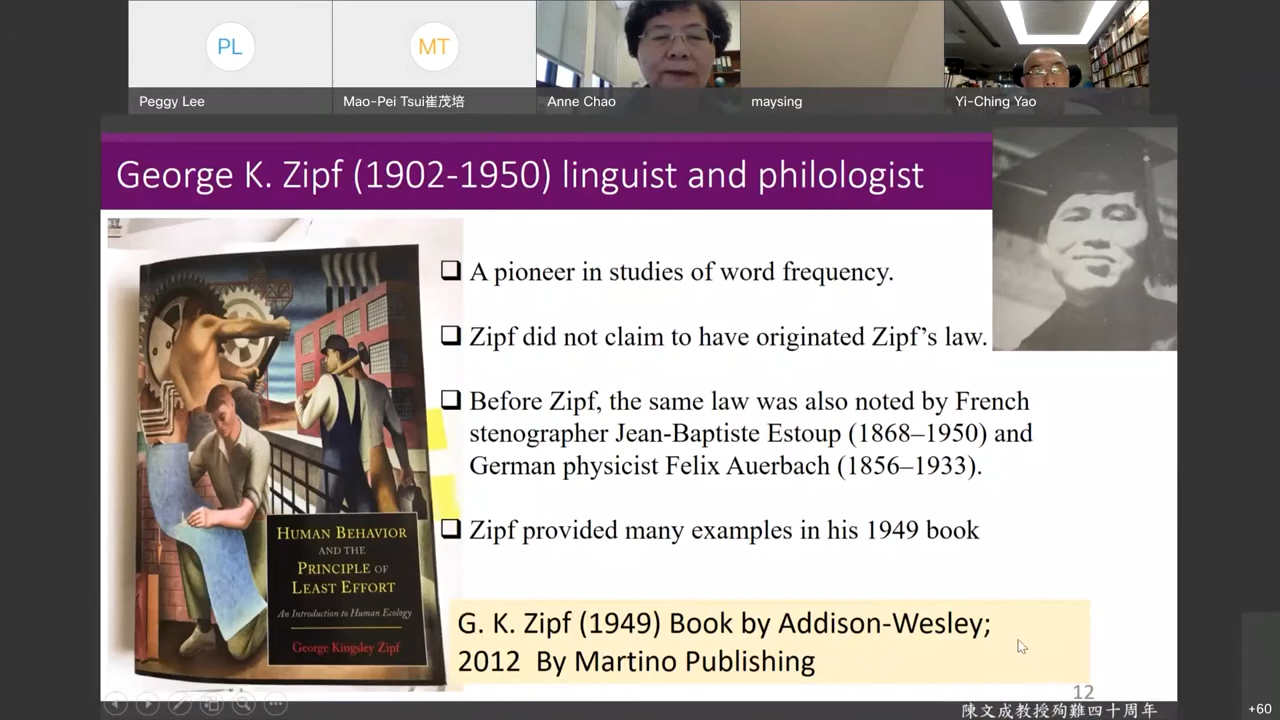 PL
MT
Peggy Lee
Mao-Pei Tsui崔茂培
Anne Chao
maysing
Yi-Ching Yao
George K. Zipf (1902-1950) linguist and philologist
❑ A pioneer in studies of word frequency.
❑ Zipf did not claim to have originated Zipf's law.
❑ Before Zipf, the same law was also noted by French
stenographer Jean-Baptiste Estoup (1868–1950) and
German physicist Felix Auerbach (1856–1933).
❑ Zipf provided many examples in his 1949 book
HUMAN BEHAVIOR
AND THE
PRINCIPLE OF
LEAST EFFORT
An Introduction to Human Ecology
George Kingsley Zipf
G. K. Zipf (1949) Book by Addison-Wesley;
2012 By Martino Publishing
12
陳文成教授殉難四十周年
+60